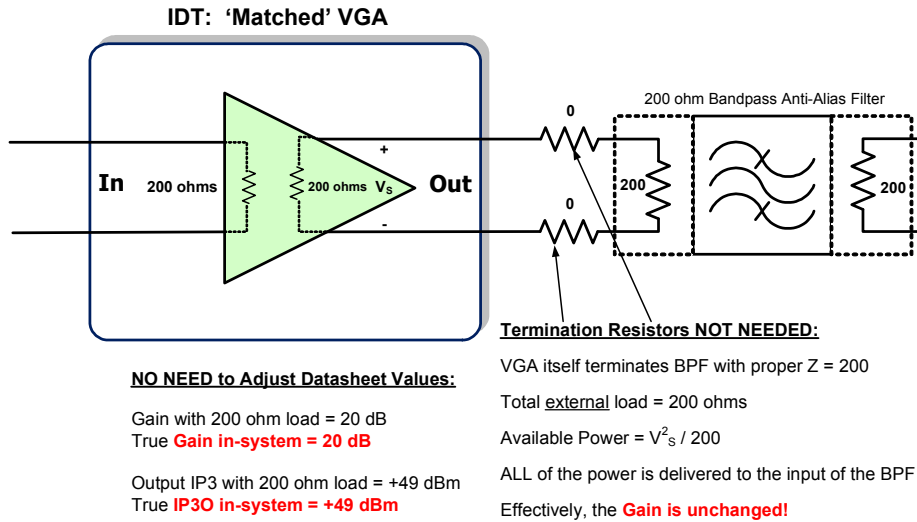 IDT: ‘Matched’ VGA
200 ohm Bandpass Anti-Alias Filter
0
+
In
200 ohms
200 ohms
VS
Out
200
200
0
-
Termination Resistors NOT NEEDED:
VGA itself terminates BPF with proper Z = 200
Total external load = 200 ohms
Available Power = V²S / 200
ALL of the power is delivered to the input of the BPF
Effectively, the Gain is unchanged!
NO NEED to Adjust Datasheet Values:
Gain with 200 ohm load = 20 dB
True Gain in-system = 20 dB
Output IP3 with 200 ohm load = +49 dBm
True IP3O in-system = +49 dBm